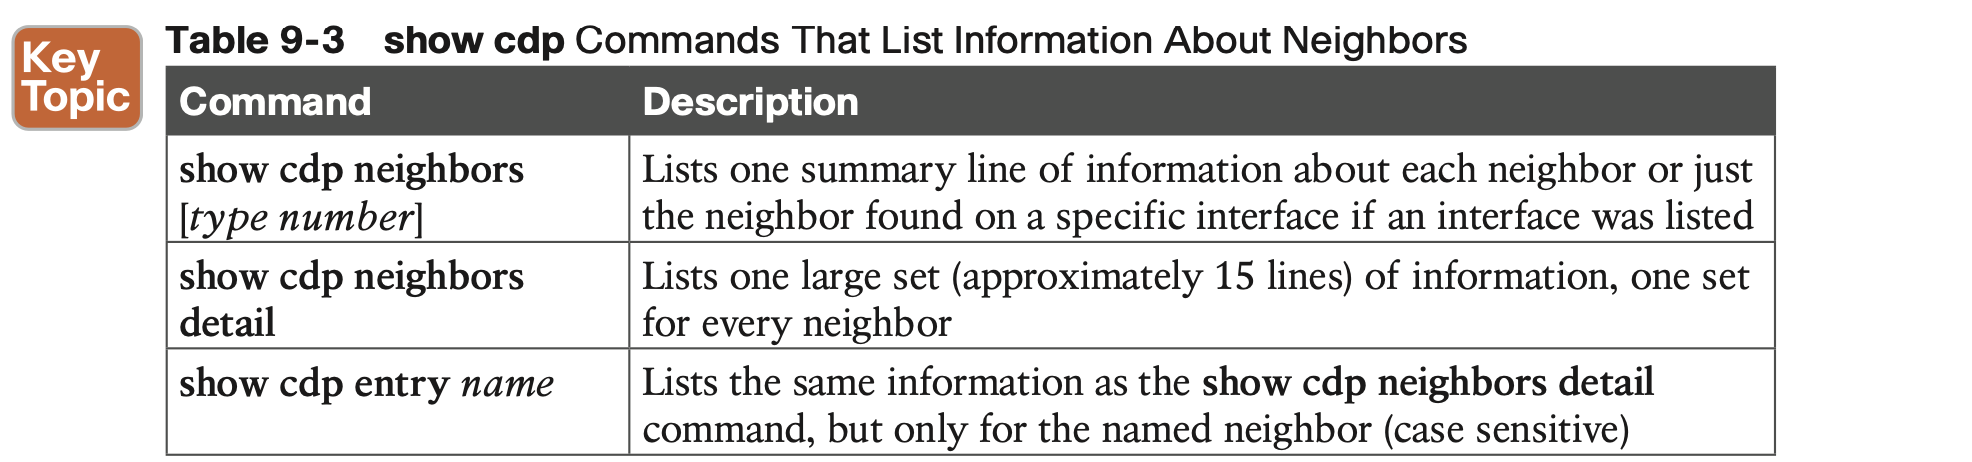 Key
Topic
Table 9-3 show cdp Commands That List Information About Neighbors
Command Description
show cdp neighbors
[type number]
Lists one summary line of information about each neighbor or just
the neighbor found on a specific interface if an interface was listed
show cdp neighbors
detail
Lists one large set (approximately 15 lines) of information, one set
for every neighbor
show cdp entry name
Lists the same information as the show cdp neighbors detail
command, but only for the named neighbor (case sensitive)